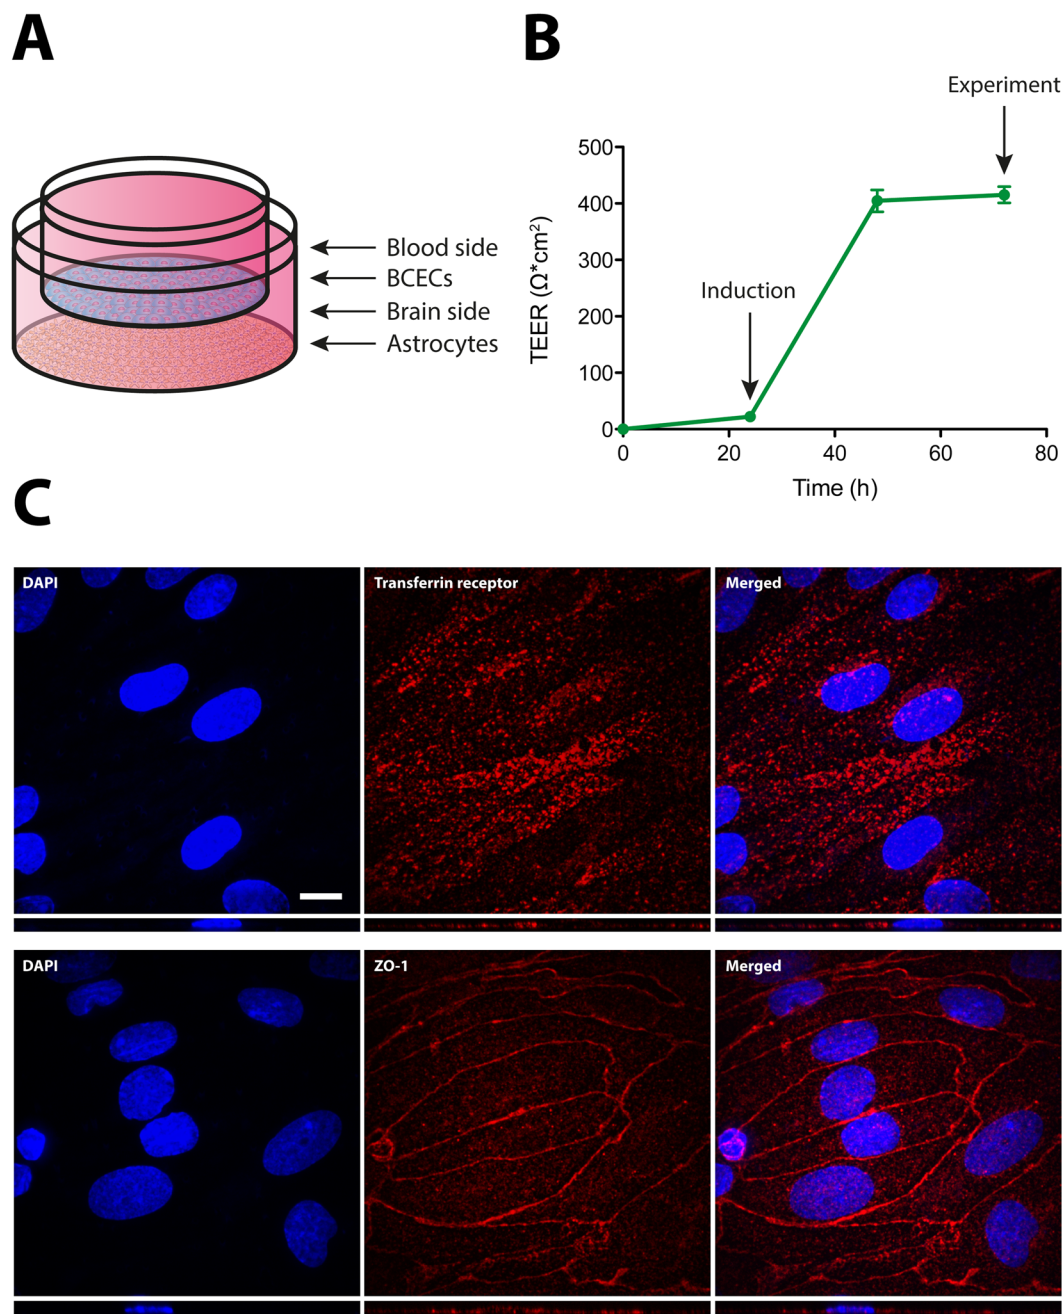 A
Blood side
BCECs
Brain side
Astrocytes
B
Experiment
Induction
TEER (Ω*cm²)
500
400
300
200
100
0
0 20 40 60 80
Time (h)
C
DAPI Transferrin receptor Merged
DAPI ZO-1 Merged